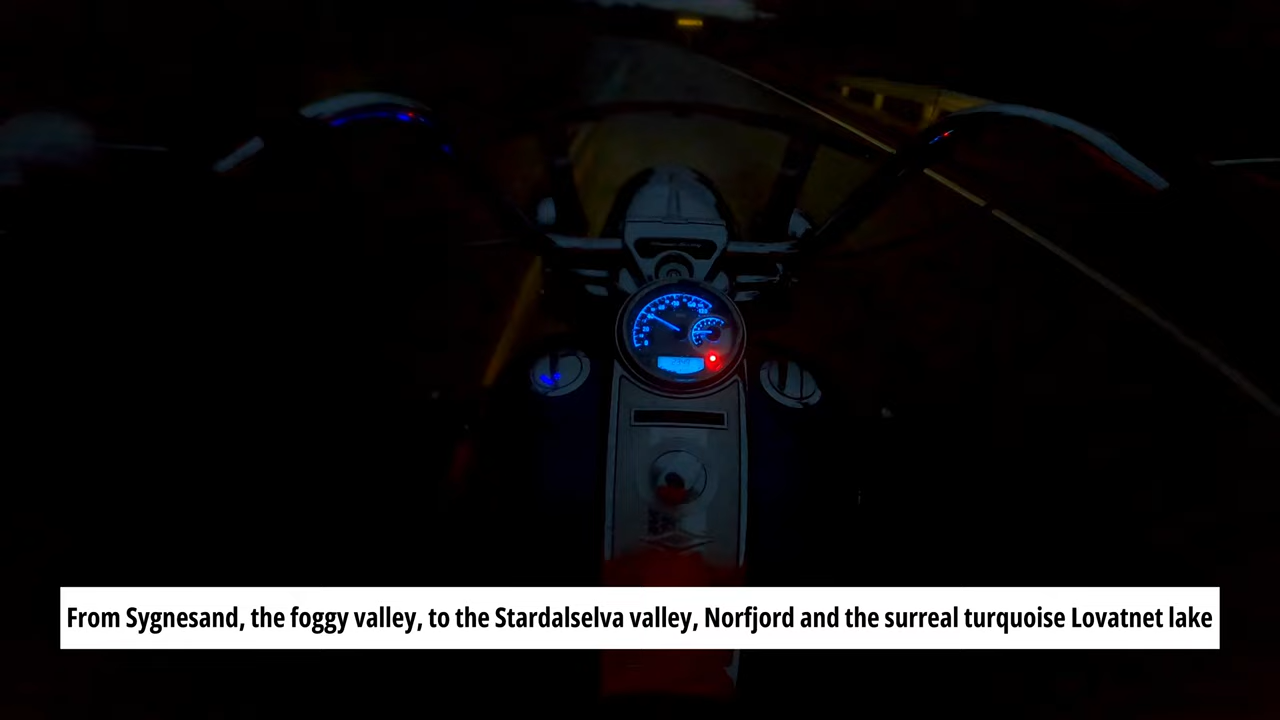 From Sygnesand, the foggy valley, to the Stardalselva valley, Norfjord and the surreal turquoise Lovatnet lake